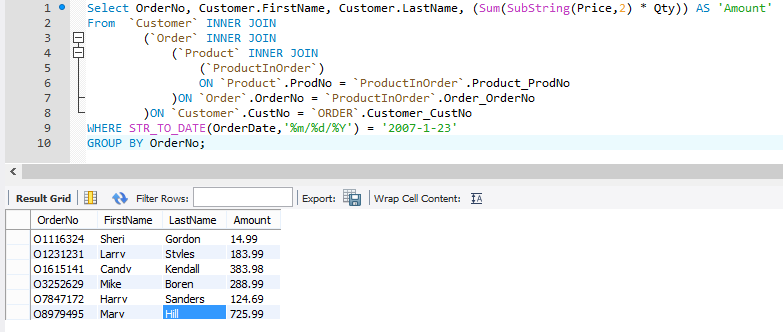 1 Select OrderNo, Customer.FirstName, Customer.LastName, (Sum(SubString(Price,2) * Qty)) AS 'Amount'
2 From `Customer` INNER JOIN
3 (`Order` INNER JOIN
4 (`Product` INNER JOIN
5 (`ProductInOrder`)
6 ON `Product`.ProdNo = `ProductInOrder`.Product_ProdNo
7 )ON `Order`.OrderNo = `ProductInOrder`.Order_OrderNo
8 )ON `Customer`.CustNo = `ORDER`.Customer_CustNo
9 WHERE STR_TO_DATE(OrderDate,'%m/%d/%Y') = '2007-1-23'
10 GROUP BY OrderNo;
Result Grid Filter Rows: Export: Wrap Cell Content: IA
OrderNo FirstName LastName Amount
O1116324 Sheri Gordon 14.99
O1231231 Larry Styles 183.99
O1615141 Candy Kendall 383.98
O3252629 Mike Boren 288.99
O7847172 Harry Sanders 124.69
O8979495 Mary Hill 725.99